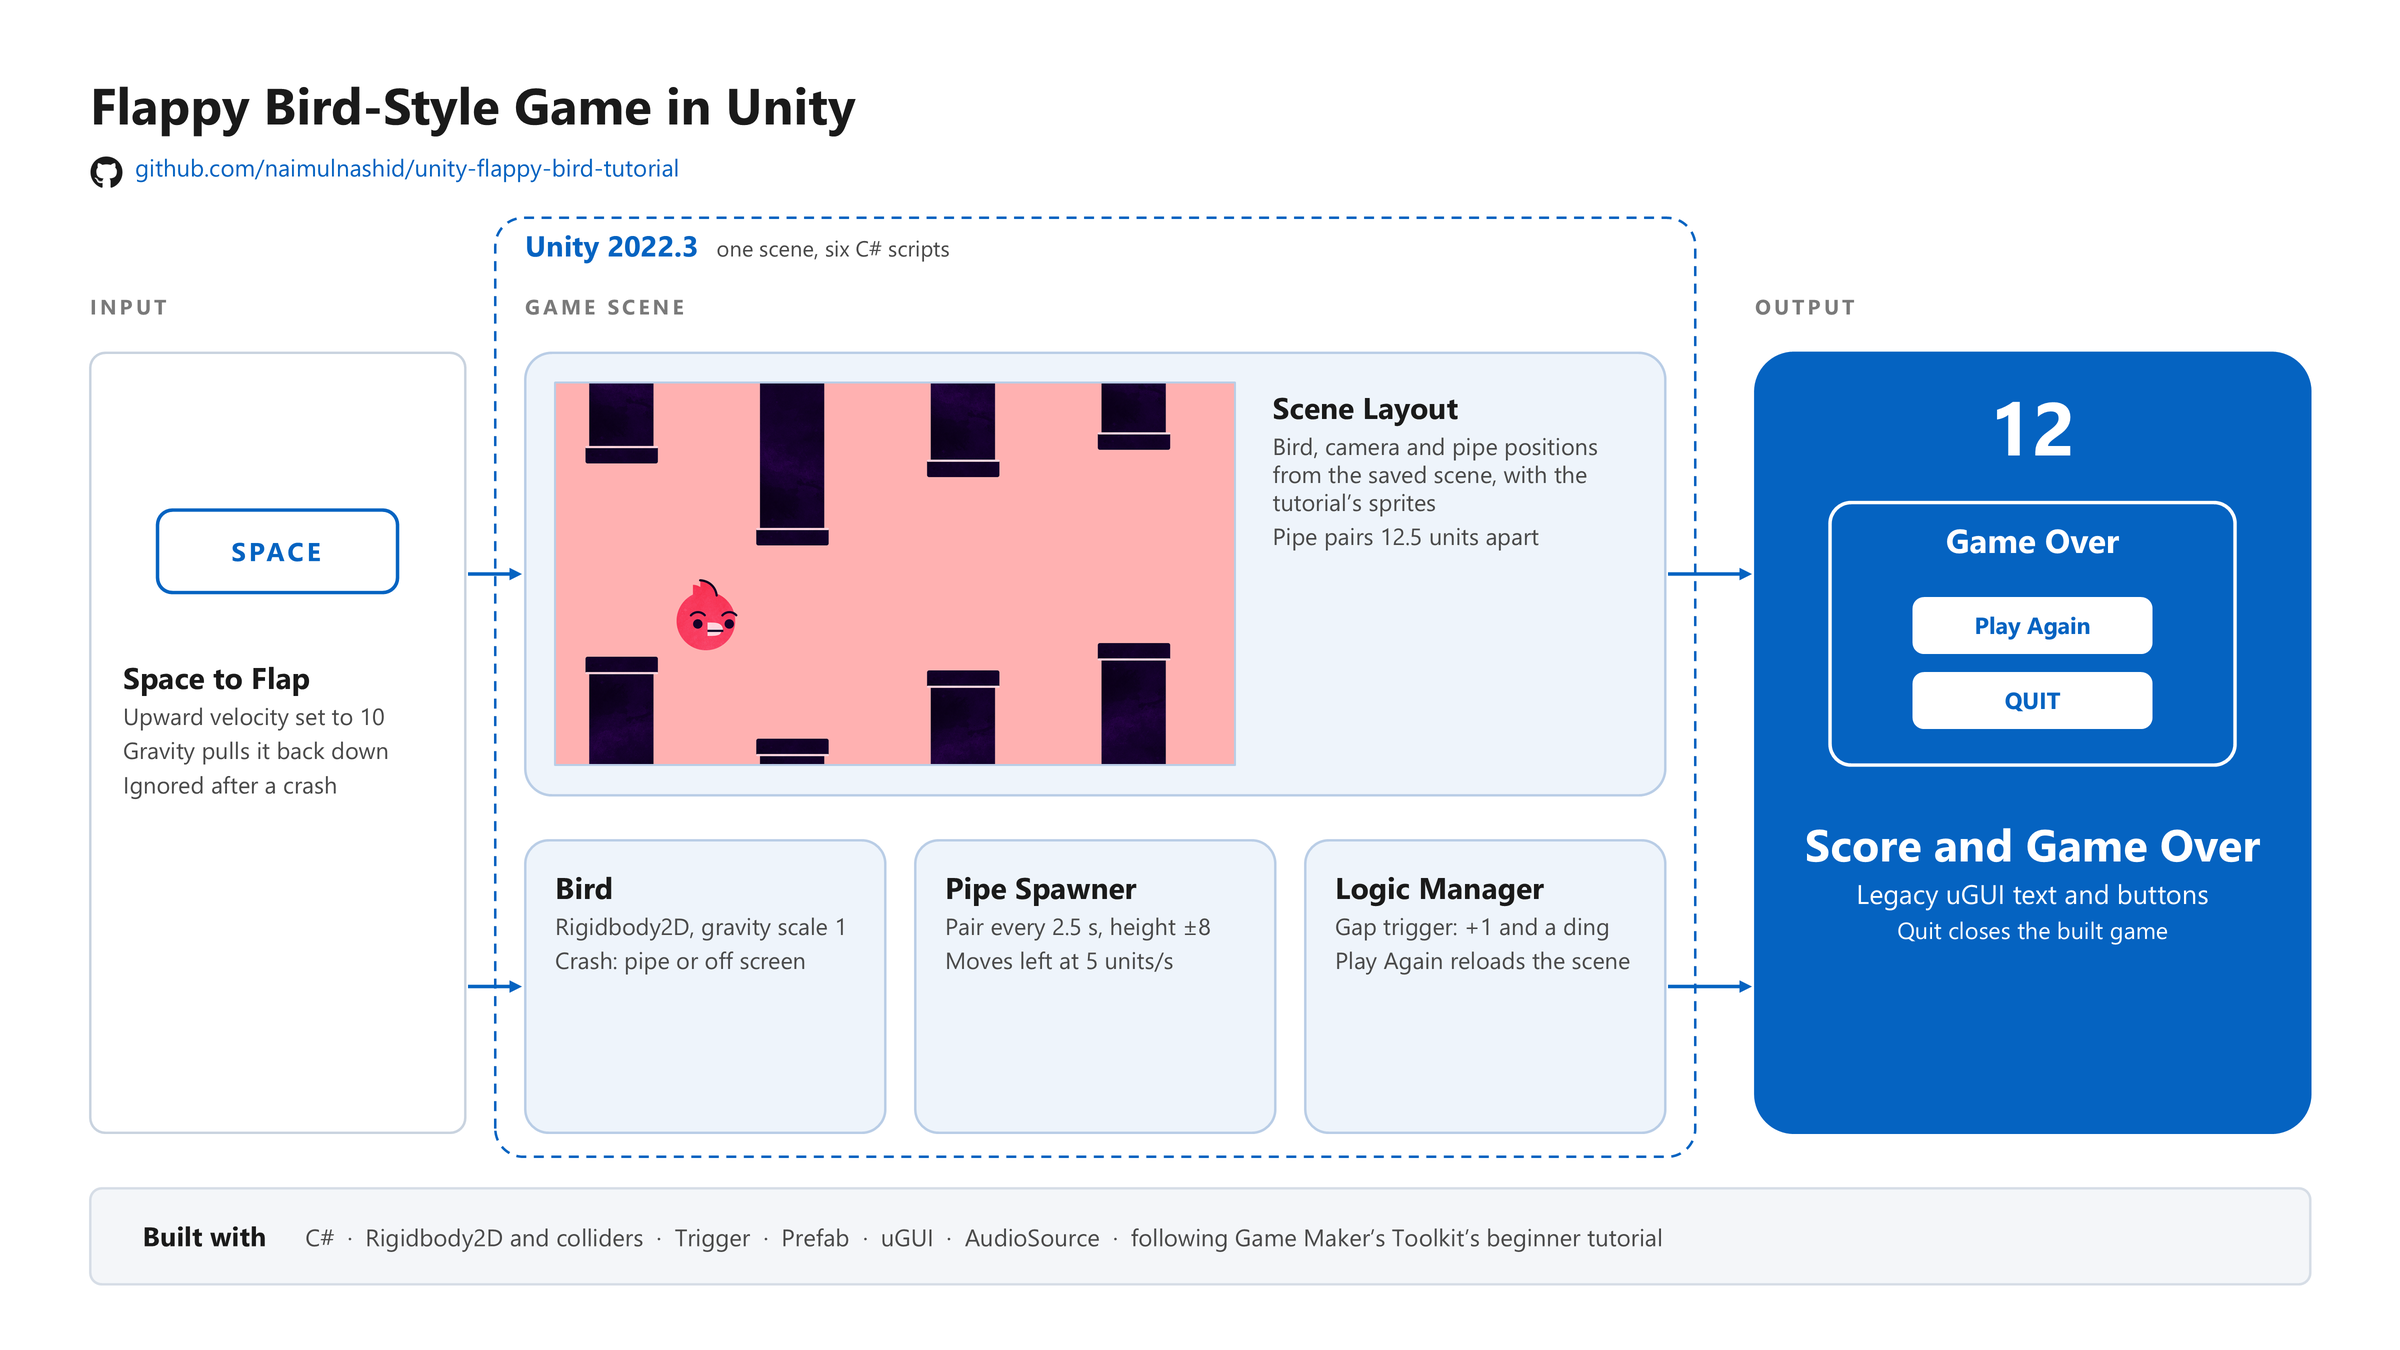 Flappy Bird-Style Game in Unity
github.com/naimulnashid/unity-flappy-bird-tutorial
Unity 2022.3 one scene, six C# scripts
INPUT
GAME SCENE
OUTPUT
SPACE
Space to Flap
Upward velocity set to 10
Gravity pulls it back down
Ignored after a crash
Scene Layout
Bird, camera and pipe positions
from the saved scene, with the
tutorial’s sprites
Pipe pairs 12.5 units apart
Bird
Rigidbody2D, gravity scale 1
Crash: pipe or off screen
Pipe Spawner
Pair every 2.5 s, height ±8
Moves left at 5 units/s
Logic Manager
Gap trigger: +1 and a ding
Play Again reloads the scene
12
Game Over
Play Again
QUIT
Score and Game Over
Legacy uGUI text and buttons
Quit closes the built game
Built with C# · Rigidbody2D and colliders · Trigger · Prefab · uGUI · AudioSource · following Game Maker’s Toolkit’s beginner tutorial